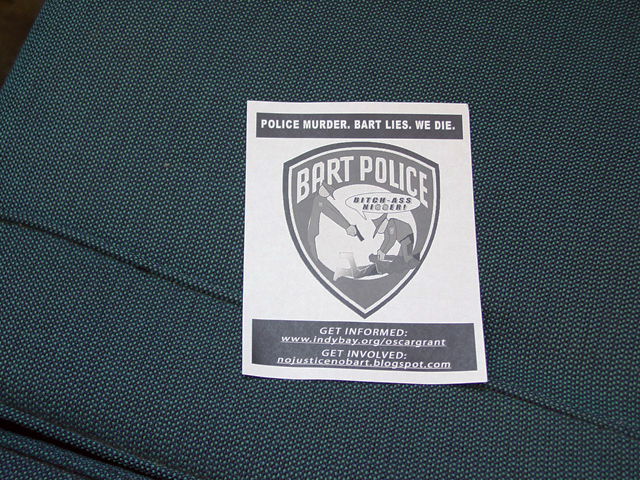 POLICE MURDER. BART LIES. WE DIE.
BART POLICE
BITCH-ASS
NIGGER!
GET INFORMED:
www.indybay.org/oscargrant
GET INVOLVED:
nojusticenobart.blogspot.com